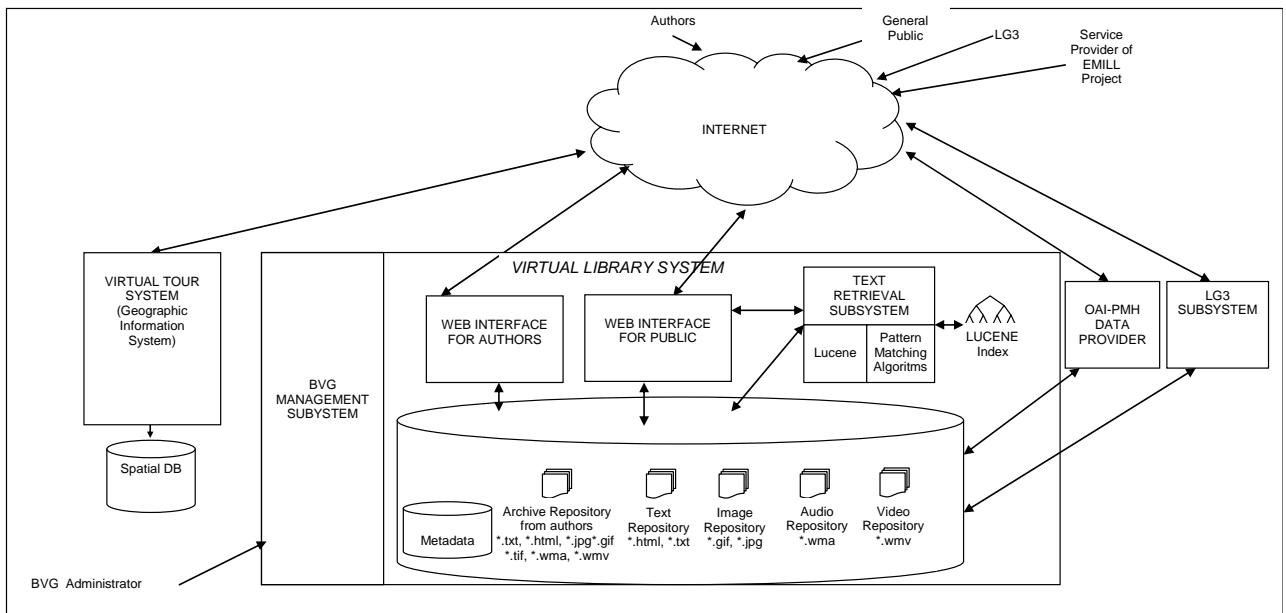 Authors
General
Public
LG3
Service
Provider of
EMILL
Project
INTERNET
VIRTUAL TOUR
SYSTEM
(Geographic
Information
System)
Spatial DB
BVG
MANAGEMENT
SUBYSTEM
VIRTUAL LIBRARY SYSTEM
WEB INTERFACE
FOR AUTHORS
WEB INTERFACE
FOR PUBLIC
TEXT
RETRIEVAL
SUBSYSTEM
Lucene
Pattern
Matching
Algoritms
LUCENE
Index
OAI-PMH
DATA
PROVIDER
LG3
SUBSYSTEM
Metadata
Archive Repository
from authors
*.txt, *.html, *.jpg*.gif
*.tif, *.wma, *.wmv
Text
Repository
*.html, *.txt
Image
Repository
*.gif, *.jpg
Audio
Repository
*.wma
Video
Repository
*.wmv
BVG Administrator